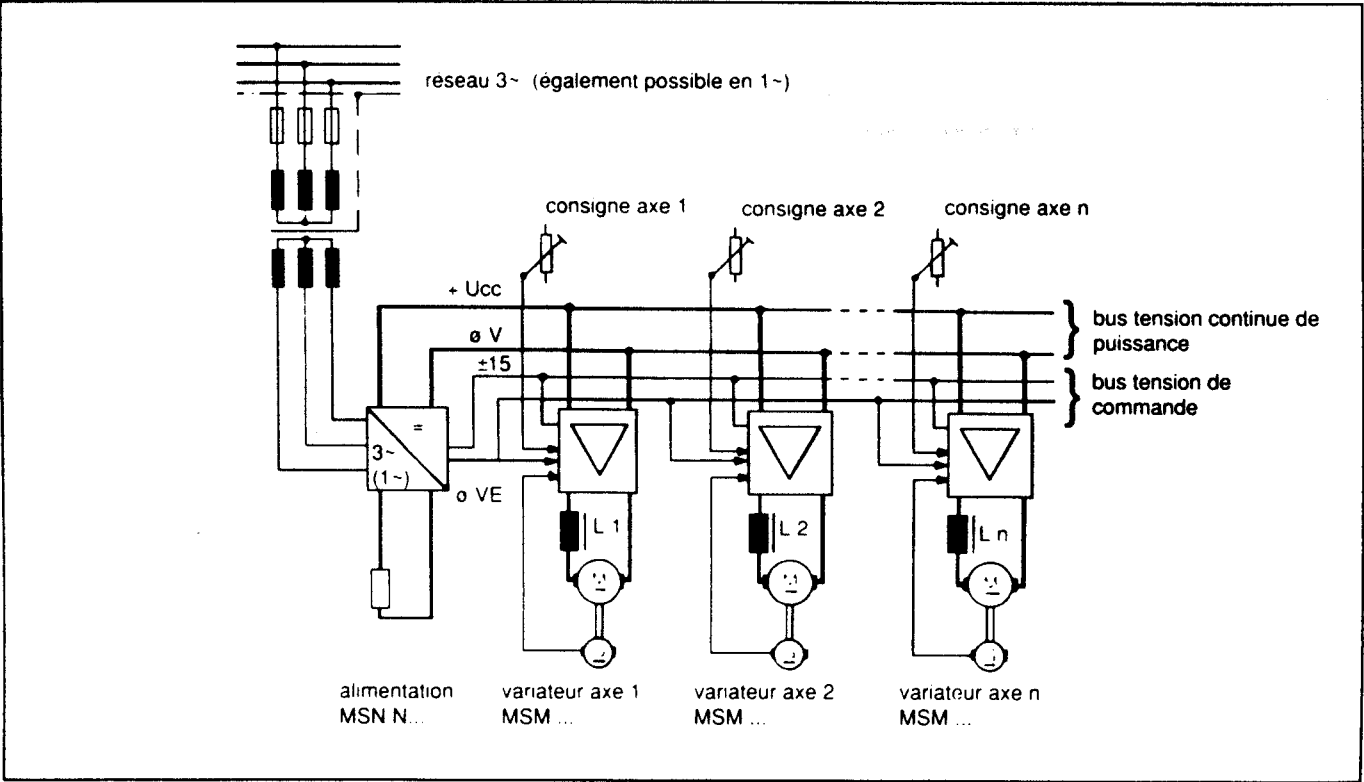 réseau 3~ (également possible en 1~)
consigne axe 1
consigne axe 2
consigne axe n
+ Ucc
ø V
±15
bus tension continue de
puissance
bus tension de
commande
=
3~
(1~)
ø VE
L 1
L 2
L n
M
M
M
alimentation
MSN N...
variateur axe 1
MSM ...
variateur axe 2
MSM ...
variateur axe n
MSM ...